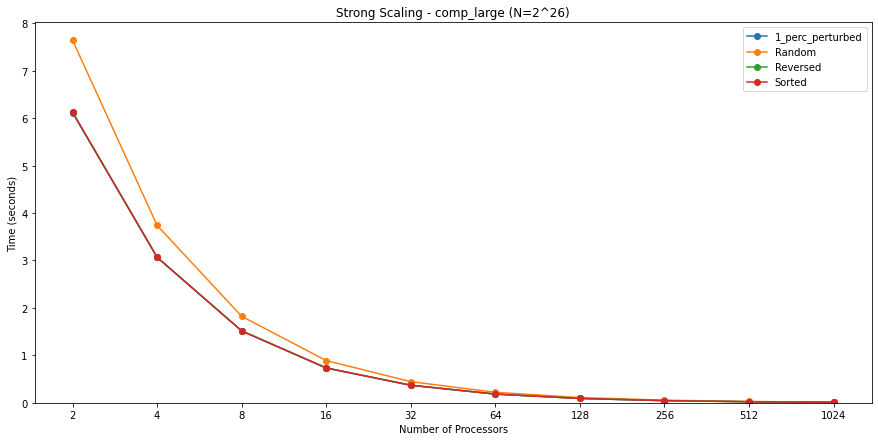 Strong Scaling - comp_large (N=2^26)
1_perc_perturbed
Random
Reversed
Sorted
Time (seconds)
8
7
6
5
4
3
2
1
0
2 4 8 16 32 64 128 256 512 1024
Number of Processors